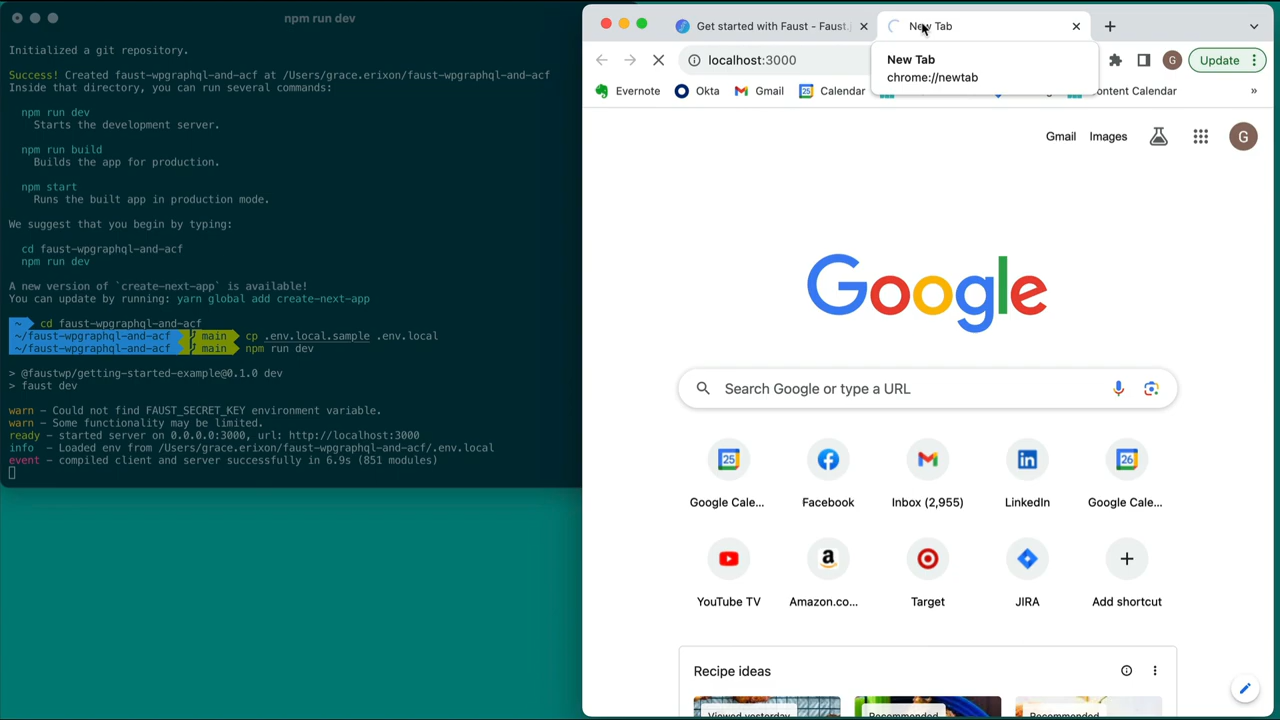 npm run dev
Initialized a git repository.
Success! Created faust-wpgraphql-and-acf at /Users/grace.erixon/faust-wpgraphql-and-acf
Inside that directory, you can run several commands:
npm run dev
Starts the development server.
npm run build
Builds the app for production.
npm start
Runs the built app in production mode.
We suggest that you begin by typing:
cd faust-wpgraphql-and-acf
npm run dev
A new version of `create-next-app` is available!
You can update by running: yarn global add create-next-app
~ cd faust-wpgraphql-and-acf
~/faust-wpgraphql-and-acf main cp .env.local.sample .env.local
~/faust-wpgraphql-and-acf main npm run dev
> @faustwp/getting-started-example@0.1.0 dev
> faust dev
warn - Could not find FAUST_SECRET_KEY environment variable.
warn - Some functionality may be limited.
ready - started server on 0.0.0.0:3000, url: http://localhost:3000
info - Loaded env from /Users/grace.erixon/faust-wpgraphql-and-acf/.env.local
event - compiled client and server successfully in 6.9s (851 modules)
Get started with Faust - Faust.j
New Tab
localhost:3000
New Tab
chrome://newtab
G
Update
Evernote
Okta
Gmail
Calendar
ontent Calendar
»
Gmail
Images
G
Google
Search Google or type a URL
25
26
Google Cale...
Facebook
Inbox (2,955)
LinkedIn
Google Cale...
YouTube TV
Amazon.co...
Target
JIRA
Add shortcut
Recipe ideas
Viewed yesterday
Recommended
Recommended